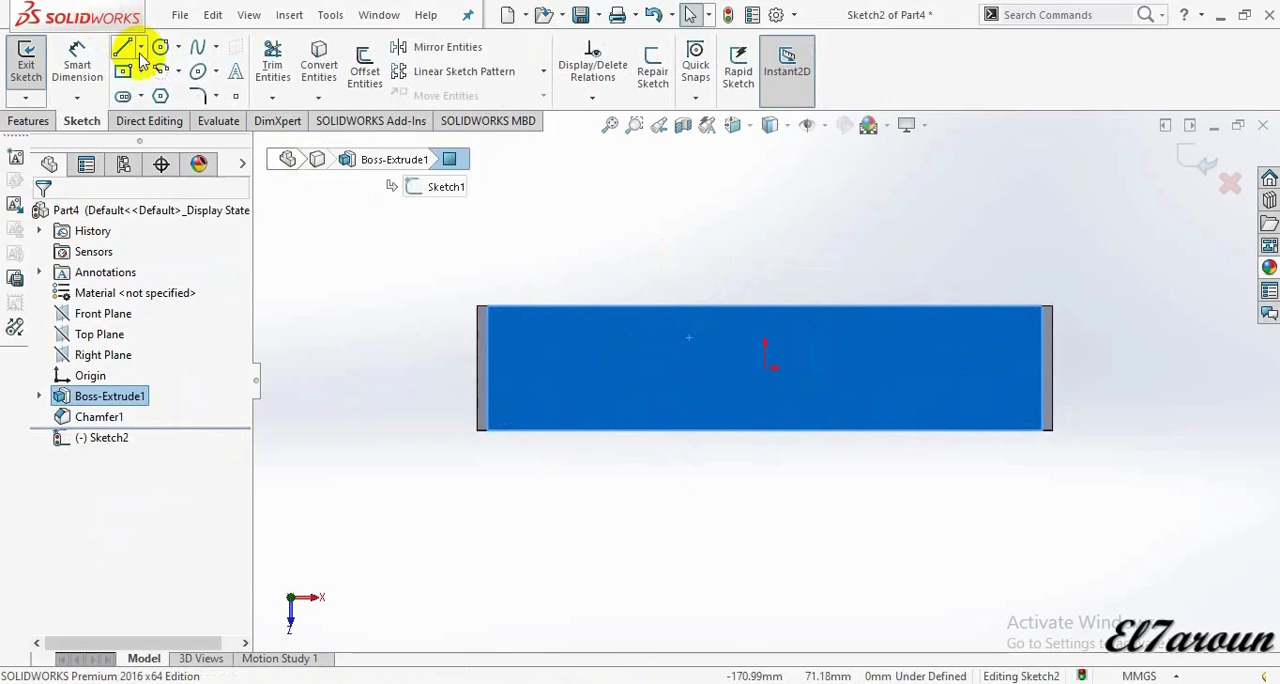 SOLIDWORKS File Edit View Insert Tools Window Help Sketch2 of Part4 * Search Commands ?
Exit Sketch Smart Dimension Trim Entities Convert Entities Offset Entities Mirror Entities Linear Sketch Pattern Move Entities Display/Delete Relations Repair Sketch Quick Snaps Rapid Sketch Instant2D
Features Sketch Direct Editing Evaluate DimXpert SOLIDWORKS Add-Ins SOLIDWORKS MBD
Boss-Extrude1
Sketch1
Part4 (Default<<Default>_Display State
History
Sensors
Annotations
Material <not specified>
Front Plane
Top Plane
Right Plane
Origin
Boss-Extrude1
Chamfer1
(-) Sketch2
X
Z
Activate
Go to Settings to
El7aroun
Model 3D Views Motion Study 1
SOLIDWORKS Premium 2016 x64 Edition -170.99mm 71.18mm 0mm Under Defined Editing Sketch2 MMGS